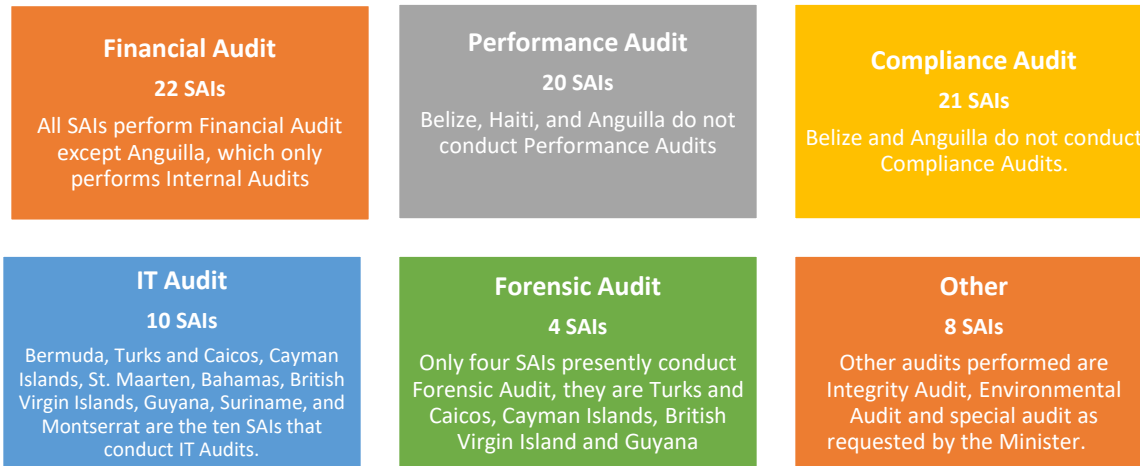 Financial Audit
22 SAIs
All SAIs perform Financial Audit
except Anguilla, which only
performs Internal Audits
Performance Audit
20 SAIs
Belize, Haiti, and Anguilla do not
conduct Performance Audits
Compliance Audit
21 SAIs
Belize and Anguilla do not conduct
Compliance Audits.
IT Audit
10 SAIs
Bermuda, Turks and Caicos, Cayman
Islands, St. Maarten, Bahamas, British
Virgin Islands, Guyana, Suriname, and
Montserrat are the ten SAIs that
conduct IT Audits.
Forensic Audit
4 SAIs
Only four SAIs presently conduct
Forensic Audit, they are Turks and
Caicos, Cayman Islands, British
Virgin Island and Guyana
Other
8 SAIs
Other audits performed are
Integrity Audit, Environmental
Audit and special audit as
requested by the Minister.